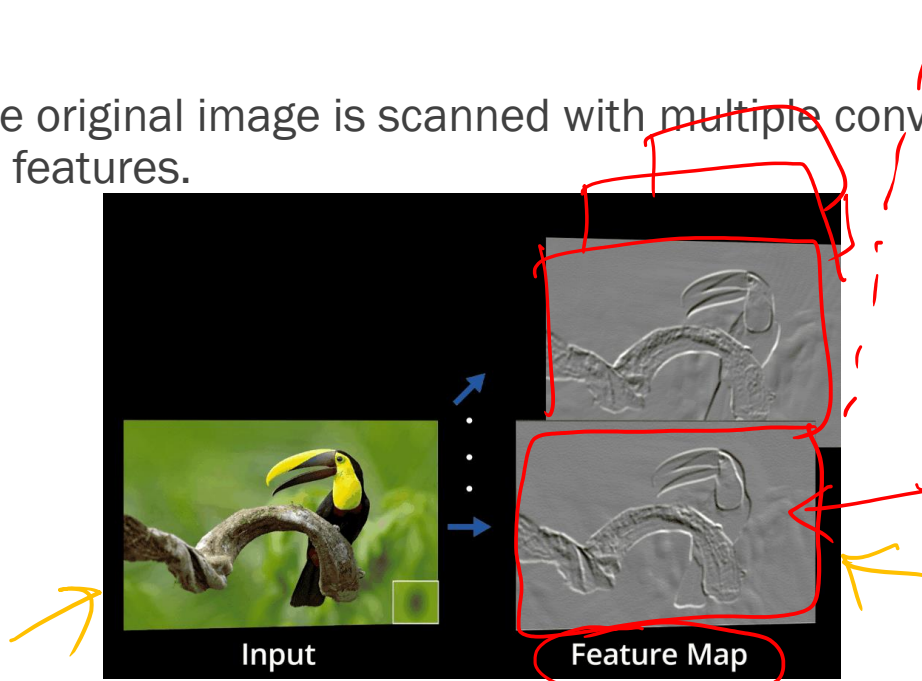 e original image is scanned with multiple conv
features.
Input
Feature Map